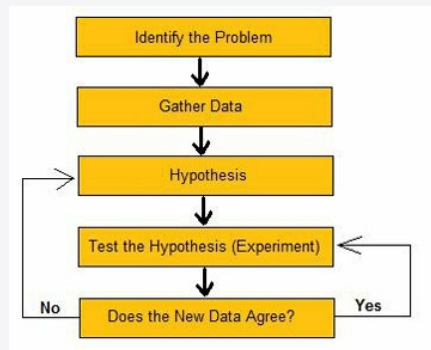 Identify the Problem
Gather Data
Hypothesis
Test the Hypothesis (Experiment)
No
Does the New Data Agree?
Yes